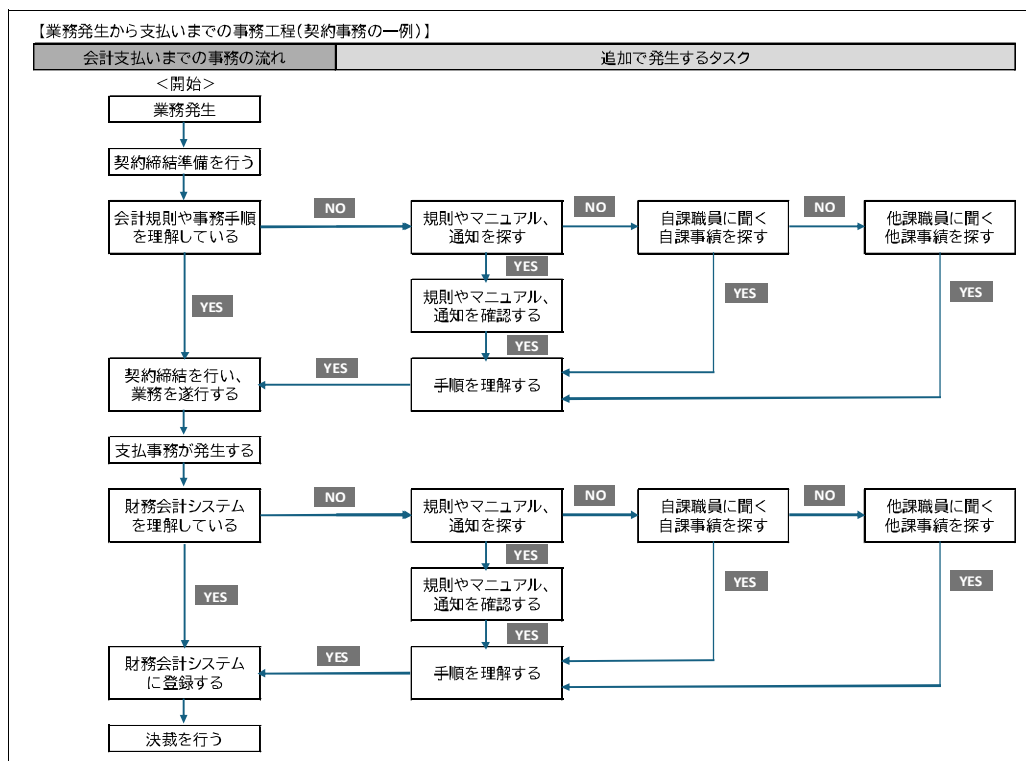 【業務発生から支払いまでの事務工程(契約事務の一例)】
会計支払いまでの事務の流れ
追加で発生するタスク
＜開始＞
業務発生
契約締結準備を行う
会計規則や事務手順
を理解している
NO
規則やマニュアル、
通知を探す
NO
自課職員に聞く
自課事績を探す
NO
他課職員に聞く
他課事績を探す
YES
規則やマニュアル、
通知を確認する
YES
YES
YES
YES
契約締結を行い、
業務を遂行する
YES
手順を理解する
支払事務が発生する
財務会計システム
を理解している
NO
規則やマニュアル、
通知を探す
NO
自課職員に聞く
自課事績を探す
NO
他課職員に聞く
他課事績を探す
YES
規則やマニュアル、
通知を確認する
YES
YES
YES
YES
財務会計システム
に登録する
YES
手順を理解する
決裁を行う